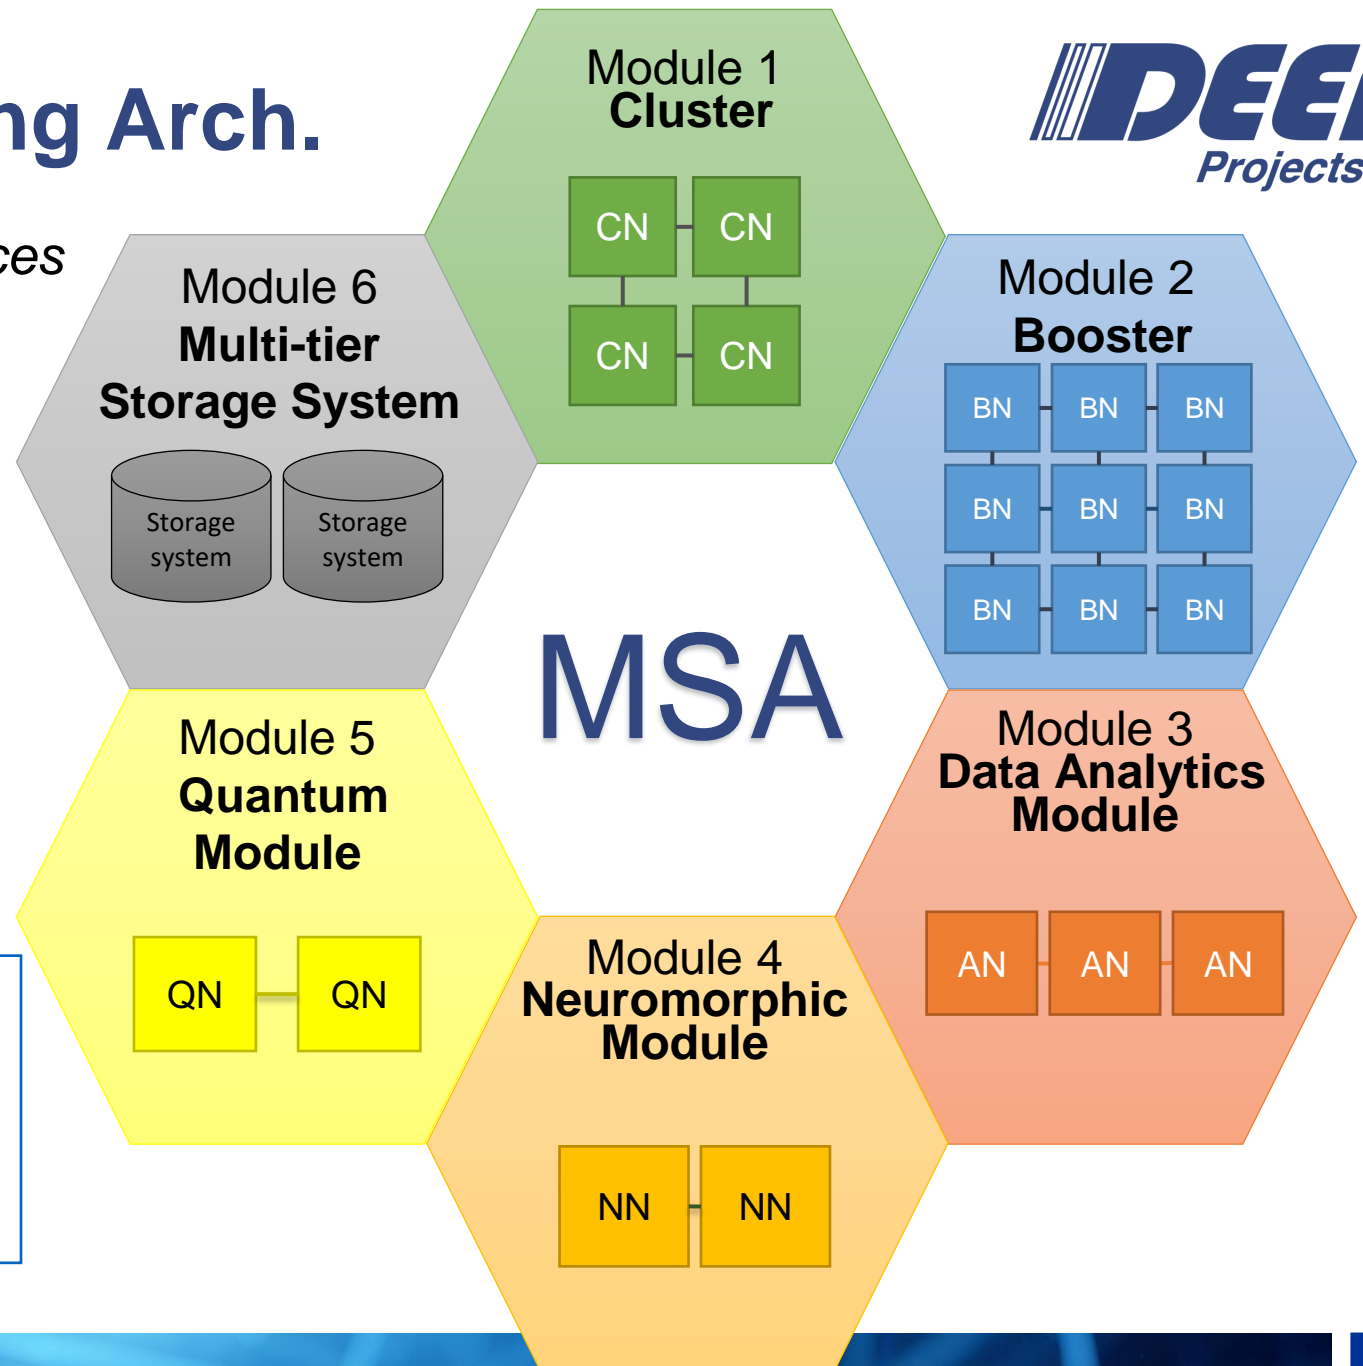 ng Arch.
ces
DEE
Projects
Module 1
Cluster
CN CN
CN CN
Module 2
Booster
BN BN BN
BN BN BN
BN BN BN
Module 3
Data Analytics
Module
AN AN AN
Module 4
Neuromorphic
Module
NN NN
Module 5
Quantum
Module
QN QN
Module 6
Multi-tier
Storage System
Storage
system
Storage
system
MSA